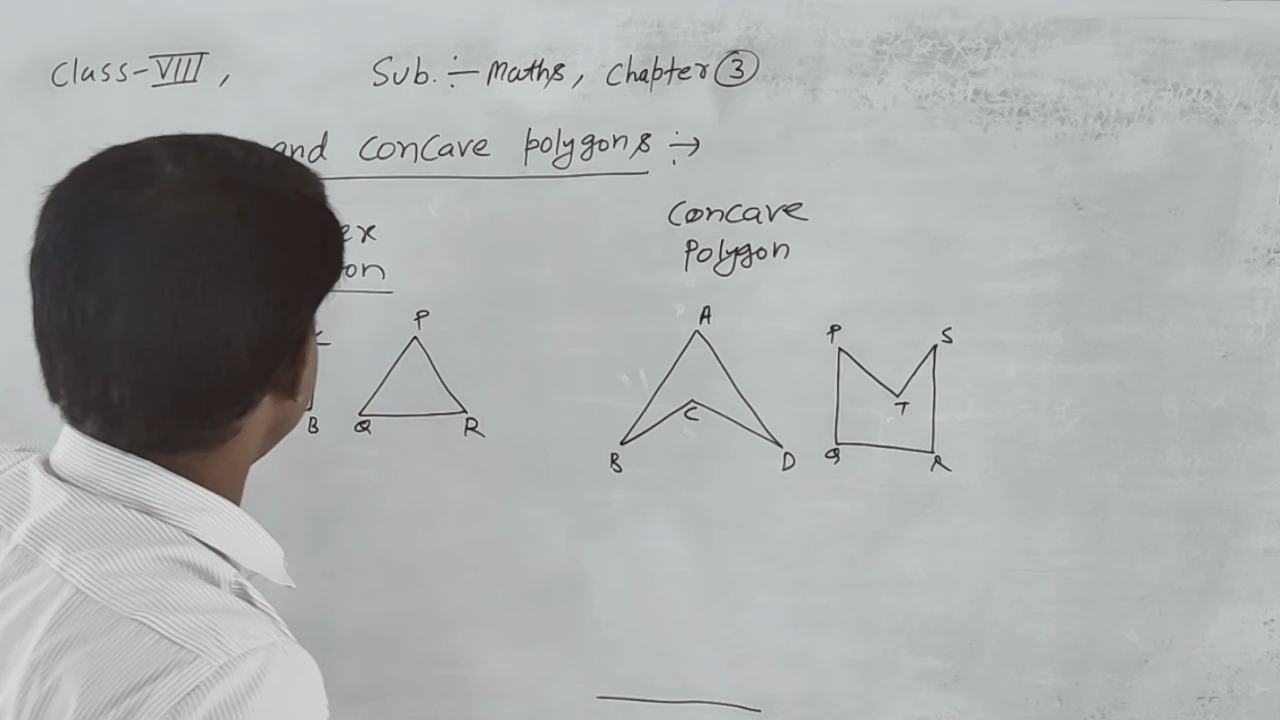 Class-VIII, Sub.:- Maths, Chapter 3
and concave polygons :→
Concave
Polygon
P
B Q R
A
C
B D
P S
T
Q R